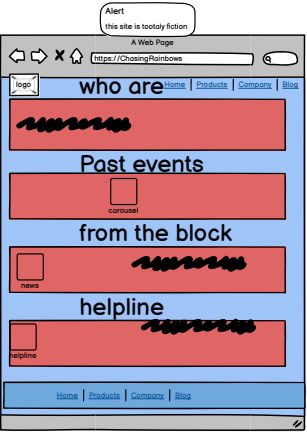 Alert
this site is tootaly fiction
A Web Page
https://ChasingRainbows
logo
who are
Home Products Company Blog
Past events
carousel
from the block
news
helpline
helpline
Home Products Company Blog